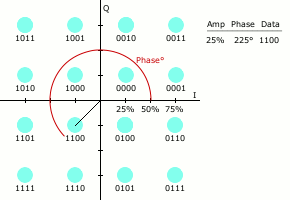 Q
1011 1001 0010 0011
Amp Phase Data
25% 225° 1100
Phase°
1010 1000 0000 0001
I
25% 50% 75%
1101 1100 0100 0110
1111 1110 0101 0111